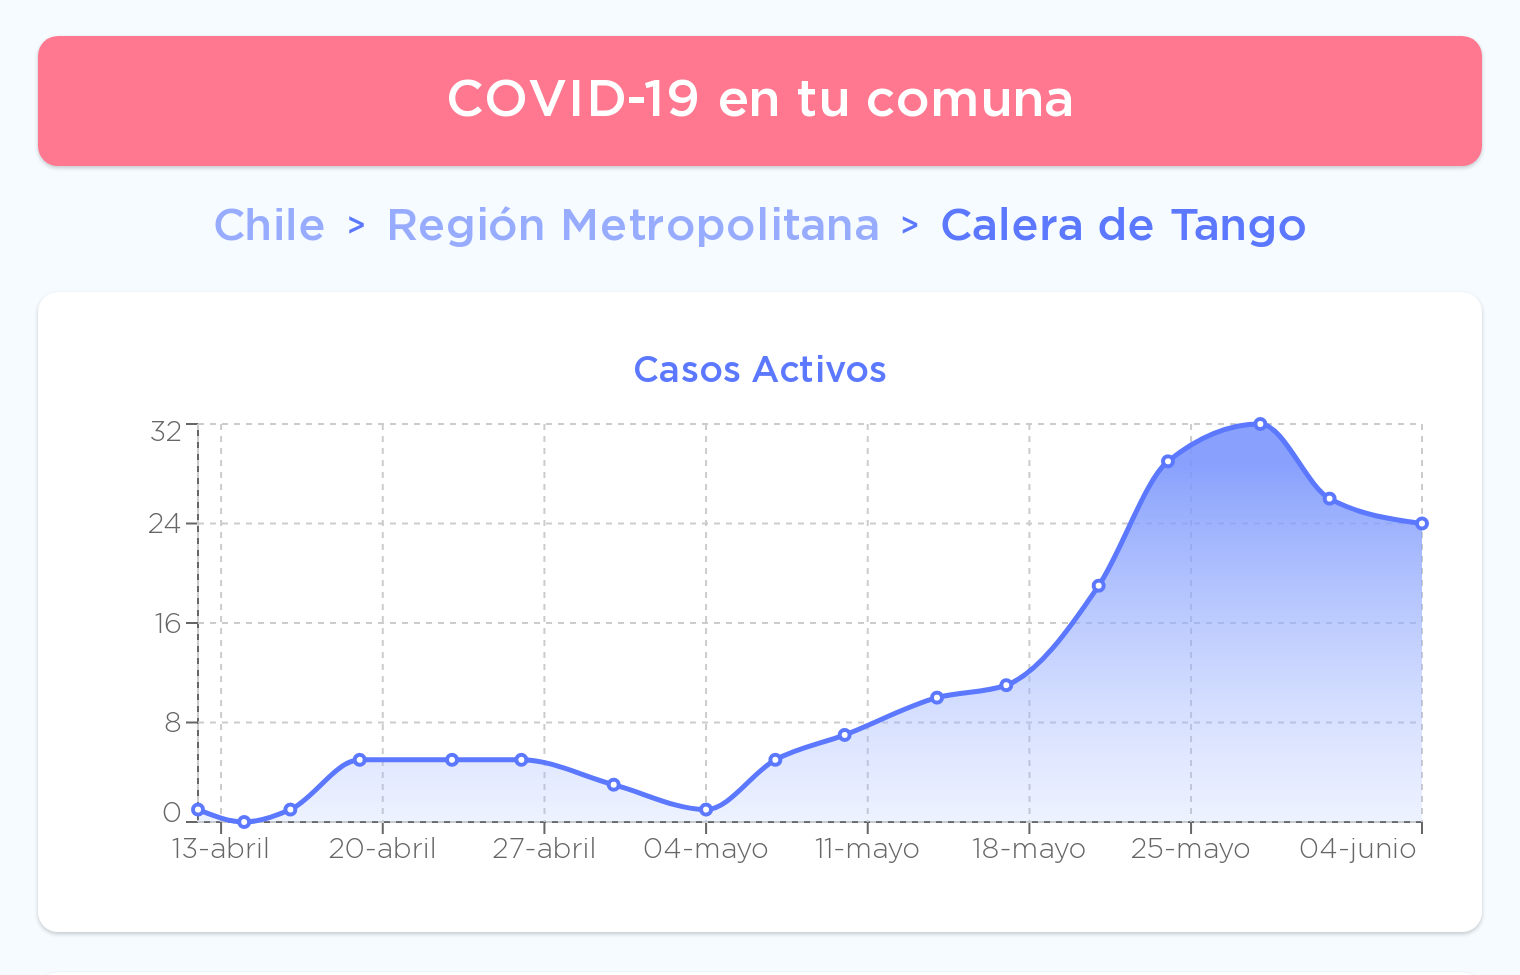 COVID-19 en tu comuna
Chile > Región Metropolitana > Calera de Tango
Casos Activos
32
24
16
8
0
13-abril 20-abril 27-abril 04-mayo 11-mayo 18-mayo 25-mayo 04-junio